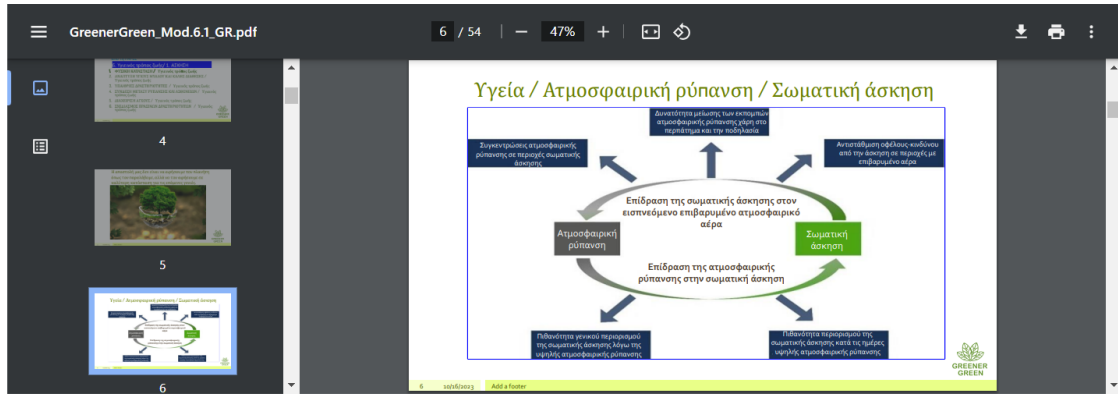 GreenerGreen_Mod.6.1_GR.pdf
6 / 54
47%
4
5
6
Υγεία / Ατμοσφαιρική ρύπανση / Σωματική άσκηση
Δυνατότητα μείωσης των εκπομπών
ατμοσφαιρικής ρύπανσης χάρη στο
περπάτημα και την ποδηλασία
Συγκεντρώσεις ατμοσφαιρικής
ρύπανσης σε περιοχές σωματικής
άσκησης
Αντιστάθμιση οφέλους-κινδύνου
από την άσκηση σε περιοχές με
επιβαρυμένο αέρα
Επίδραση της σωματικής άσκησης στον
εισπνεόμενο επιβαρυμένο ατμοσφαιρικό
αέρα
Ατμοσφαιρική
ρύπανση
Σωματική
άσκηση
Επίδραση της ατμοσφαιρικής
ρύπανσης στην σωματική άσκηση
Πιθανότητα γενικού περιορισμού
της σωματικής άσκησης λόγω της
υψηλής ατμοσφαιρικής ρύπανσης
Πιθανότητα περιορισμού της
σωματικής άσκησης κατά τις ημέρες
υψηλής ατμοσφαιρικής ρύπανσης
GREENER
GREEN
6 10/16/2023 Add a footer